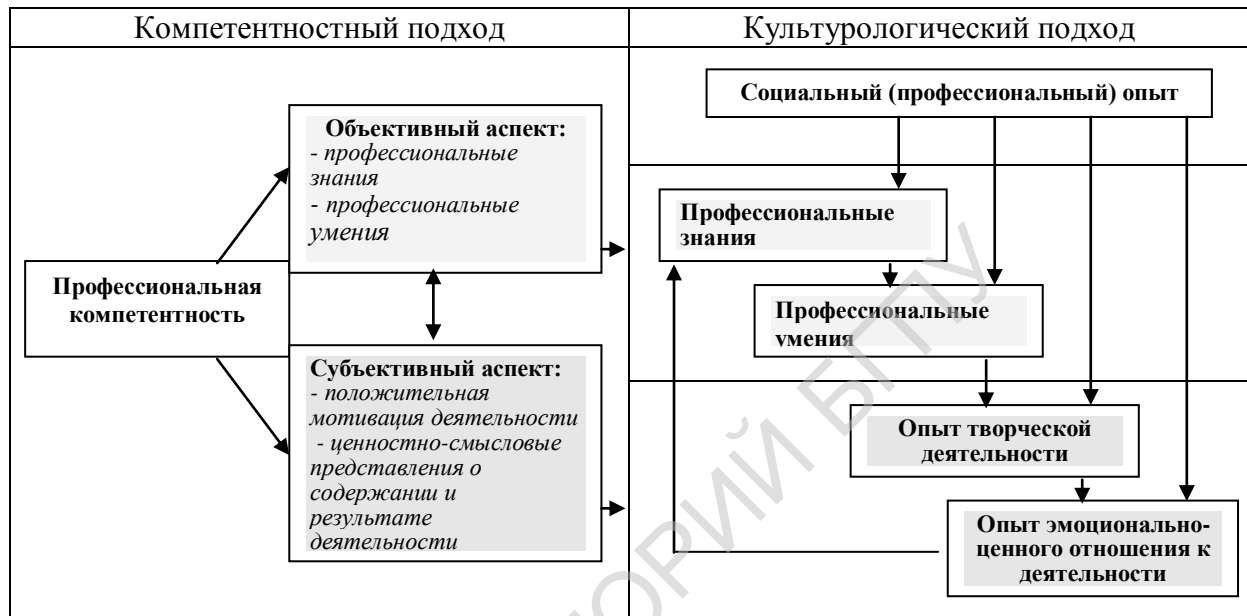 Компетентностный подход
Культурологический подход
Профессиональная
компетентность
Объективный аспект:
- профессиональные
знания
- профессиональные
умения
Субъективный аспект:
- положительная
мотивация деятельности
- ценностно-смысловые
представления о
содержании и
результате
деятельности
Социальный (профессиональный) опыт
Профессиональные
знания
Профессиональные
умения
Опыт творческой
деятельности
Опыт эмоционально-
ценного отношения к
деятельности
ТОРИЙ БГПУ